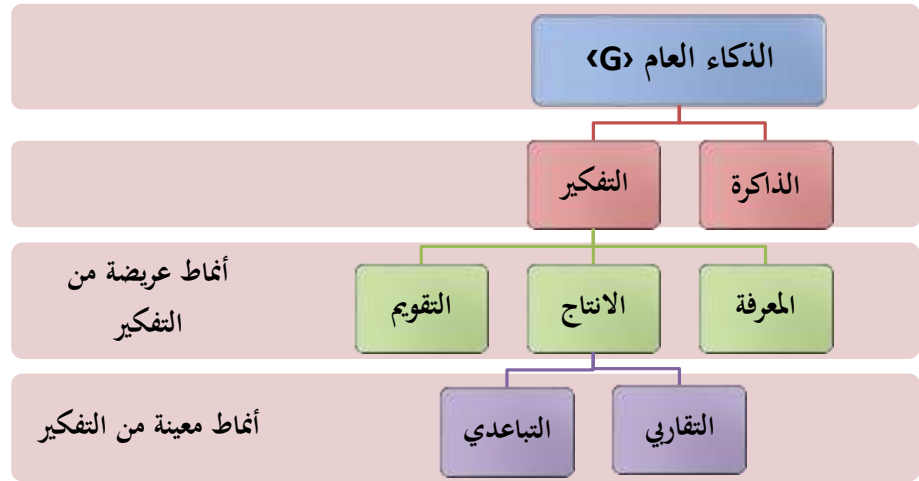 الذكاء العام ‹G›
الذاكرة
التفكير
المعرفة
الانتاج
التقويم
أنماط عريضة من
التفكير
التقاربي
التباعدي
أنماط معينة من التفكير